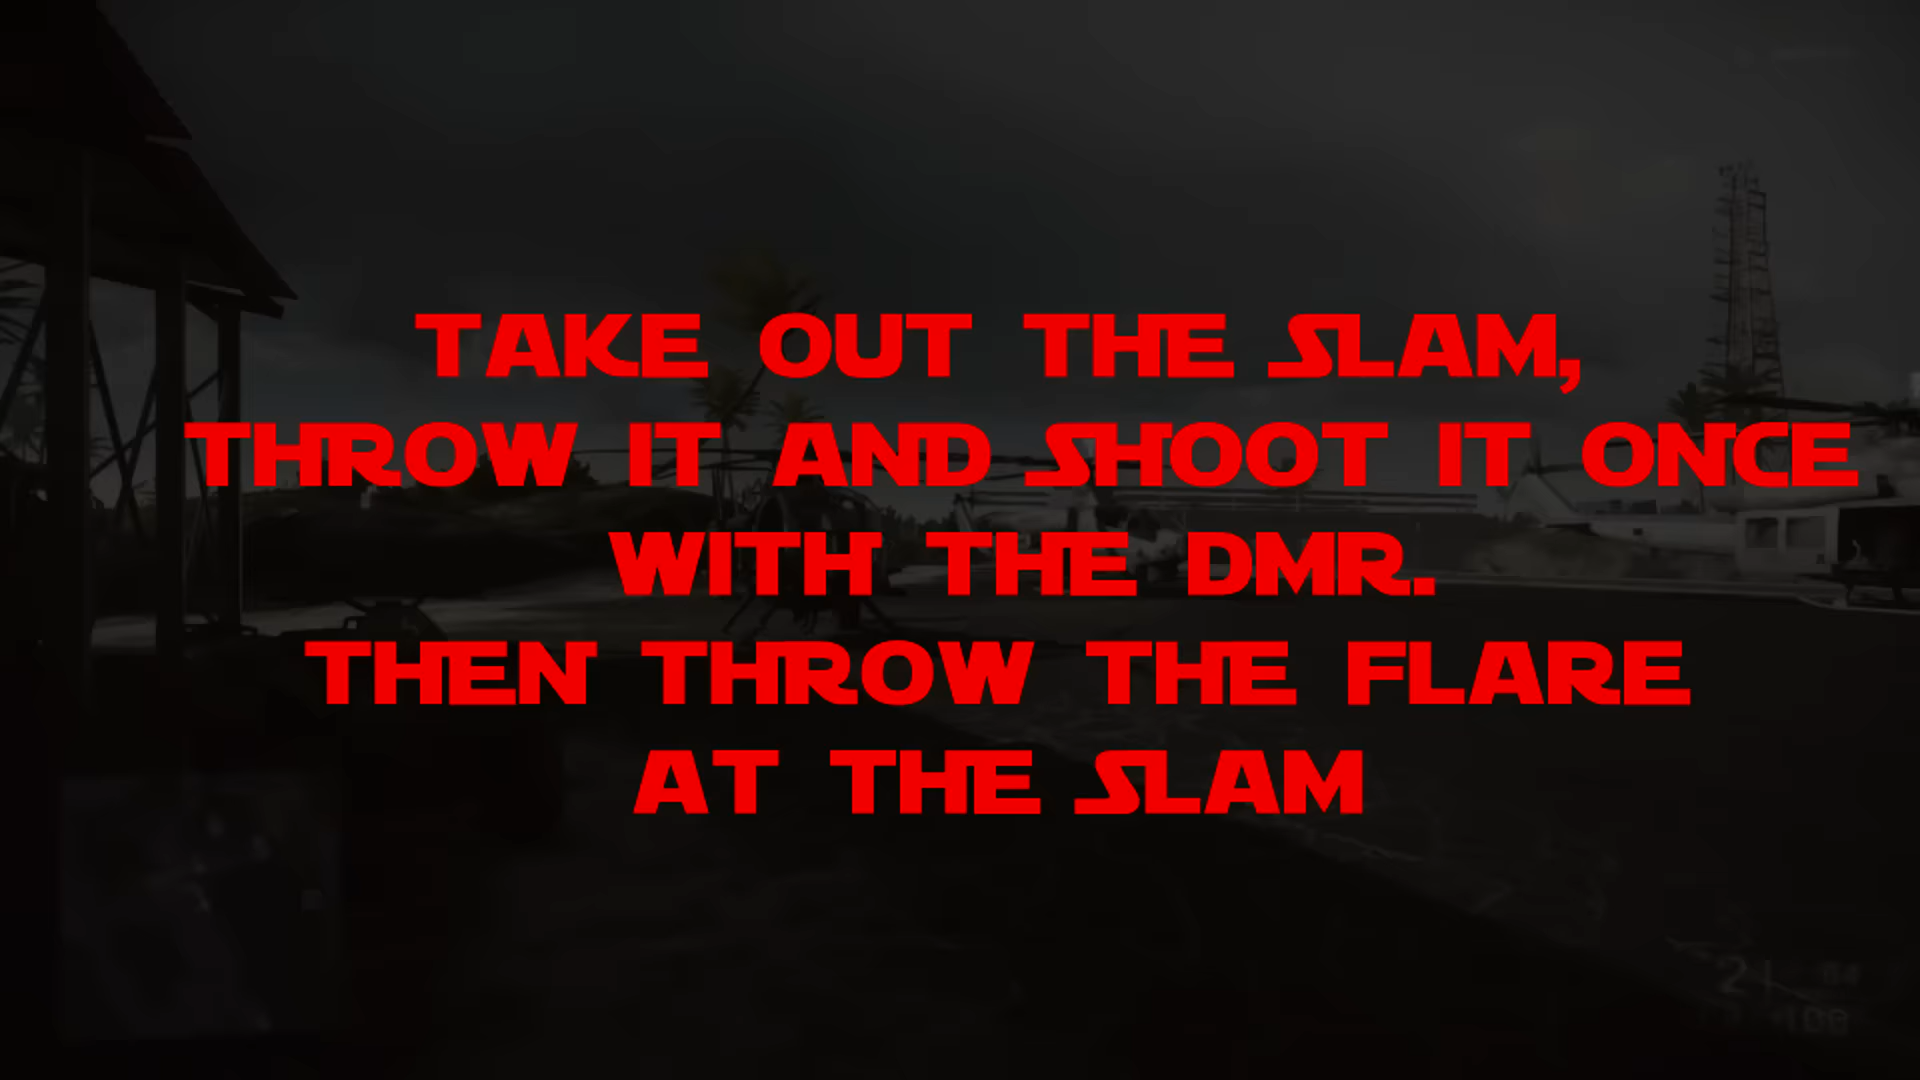 TAKE OUT THE SLAM,
THROW IT AND SHOOT IT ONCE
WITH THE DMR.
THEN THROW THE FLARE
AT THE SLAM
21